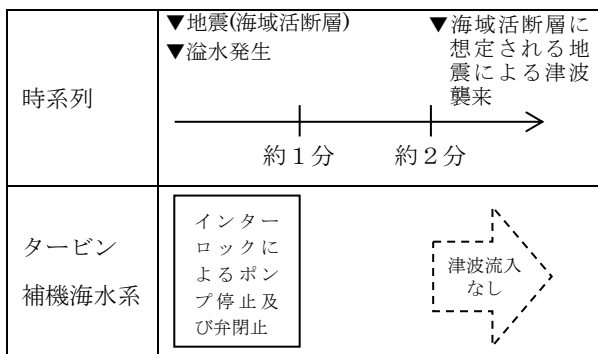 時系列
▼地震(海域活断層)
▼溢水発生
▼海域活断層に
想定される地
震による津波
襲来
約１分
約２分
タービン
補機海水系
インター
ロックに
よるポン
プ停止及
び弁閉止
津波流入
なし